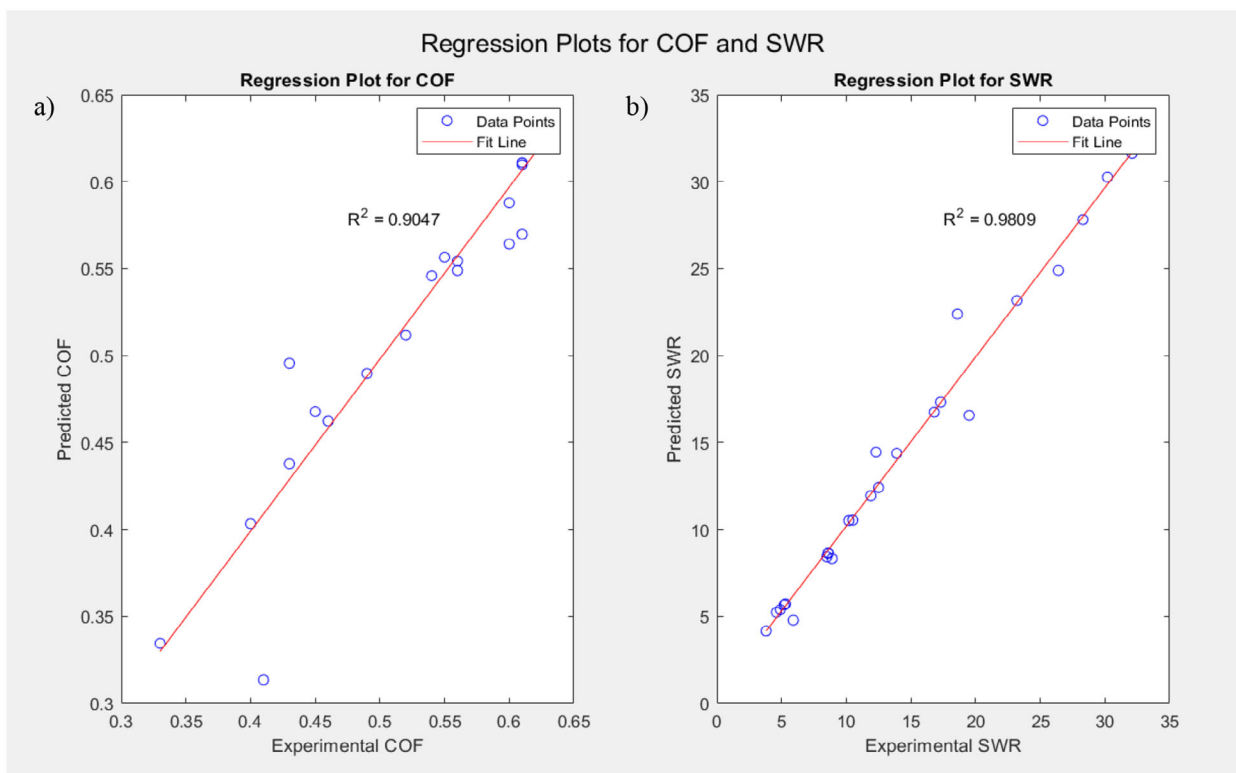 Regression Plots for COF and SWR
a)
Regression Plot for COF
Data Points
Fit Line
R² = 0.9047
Predicted COF
0.65
0.6
0.55
0.5
0.45
0.4
0.35
0.3
0.3 0.35 0.4 0.45 0.5 0.55 0.6 0.65
Experimental COF
b)
Regression Plot for SWR
Data Points
Fit Line
R² = 0.9809
Predicted SWR
35
30
25
20
15
10
5
0
0 5 10 15 20 25 30 35
Experimental SWR